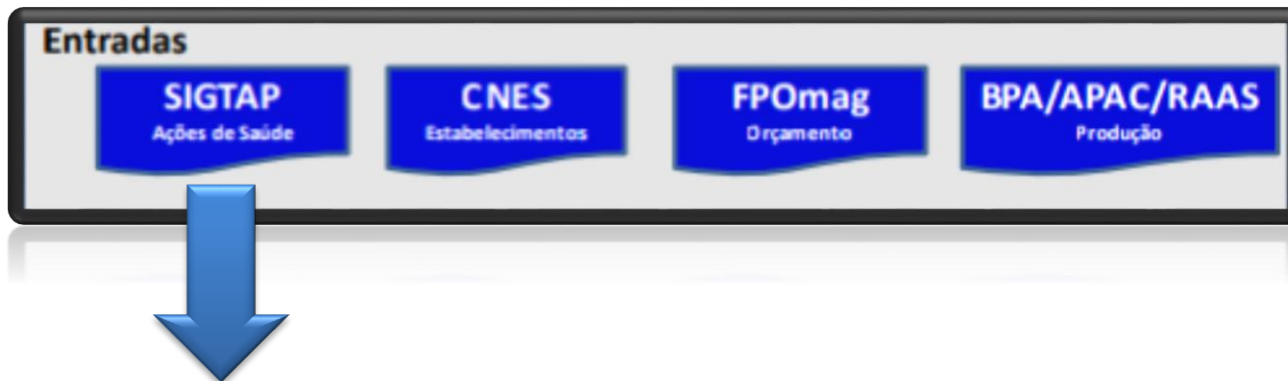 Entradas
SIGTAP
Ações de Saúde
CNES
Estabelecimentos
FPOmag
Orçamento
BPA/APAC/RAAS
Produção